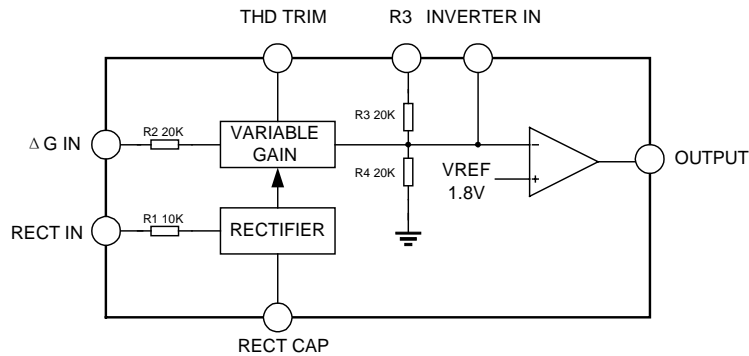 THD TRIM
R3
INVERTER IN
Δ G IN
R2 20K
VARIABLE
GAIN
R3 20K
R4 20K
VREF
1.8V
−
+
OUTPUT
RECT IN
R1 10K
RECTIFIER
RECT CAP